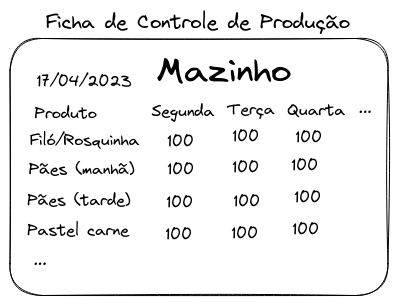 Ficha de Controle de Produção
17/04/2023 Mazinho
Produto Segunda Terça Quarta ...
Filó/Rosquinha 100 100 100
Pães (manhã) 100 100 100
Pães (tarde) 100 100 100
Pastel carne 100 100 100
...